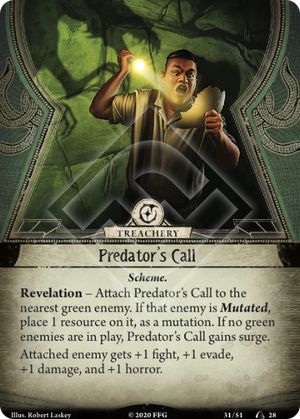 TREACHERY
Predator's Call
Scheme.
Revelation – Attach Predator's Call to the
nearest green enemy. If that enemy is Mutated,
place 1 resource on it, as a mutation. If no green
enemies are in play, Predator's Call gains surge.
Attached enemy gets +1 fight, +1 evade,
+1 damage, and +1 horror.
Illus. Robert Laskey © 2020 FFG 31/51 28